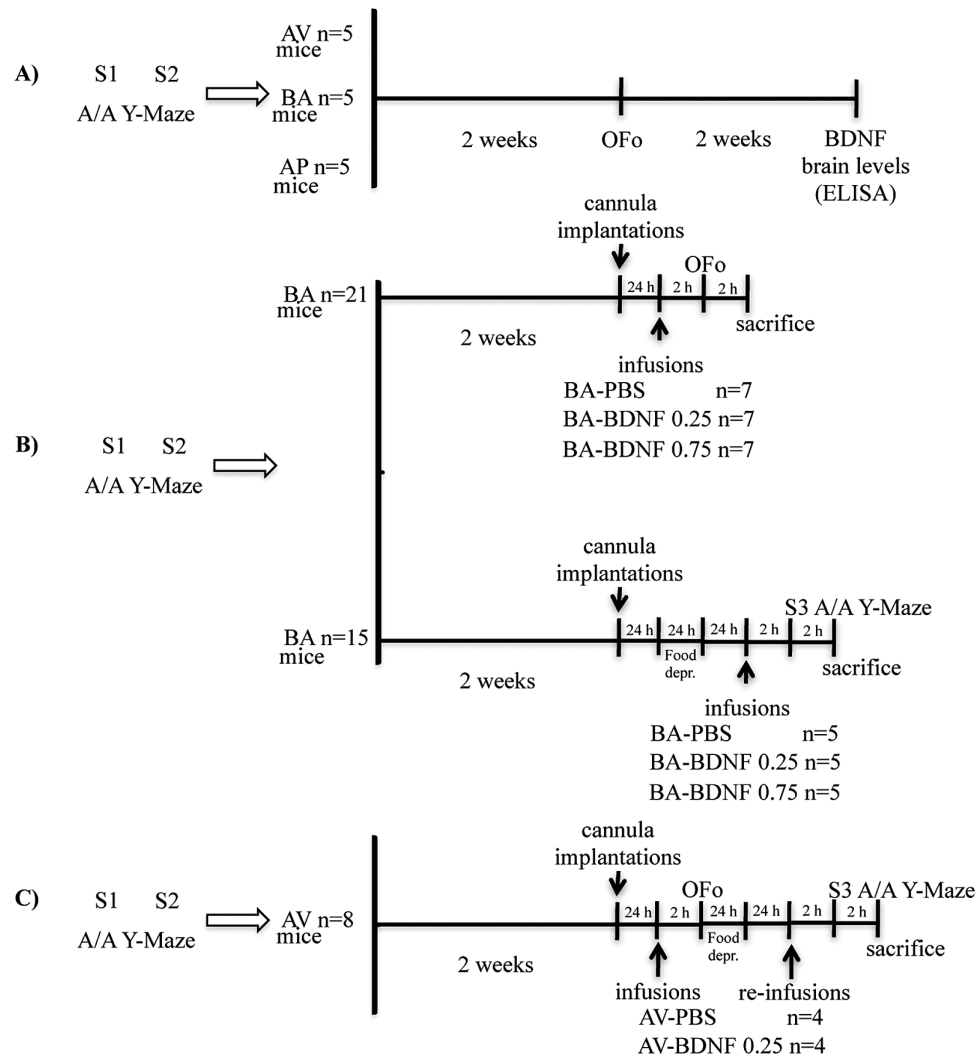 A)
S1 S2
A/A Y-Maze
AV n=5
mice
BA n=5
mice
AP n=5
mice
2 weeks
OFo
2 weeks
BDNF
brain levels
(ELISA)
B)
S1 S2
A/A Y-Maze
BA n=21
mice
2 weeks
cannula
implantations
OFo
24 h 2 h 2 h
sacrifice
infusions
BA-PBS n=7
BA-BDNF 0.25 n=7
BA-BDNF 0.75 n=7
BA n=15
mice
2 weeks
cannula
implantations
S3 A/A Y-Maze
24 h 24 h 24 h 2 h 2 h
Food
depr.
sacrifice
infusions
BA-PBS n=5
BA-BDNF 0.25 n=5
BA-BDNF 0.75 n=5
C)
S1 S2
A/A Y-Maze
AV n=8
mice
2 weeks
cannula
implantations
OFo
S3 A/A Y-Maze
24 h 2 h 24 h 24 h 2 h 2 h
Food
depr.
sacrifice
infusions re-infusions
AV-PBS n=4
AV-BDNF 0.25 n=4